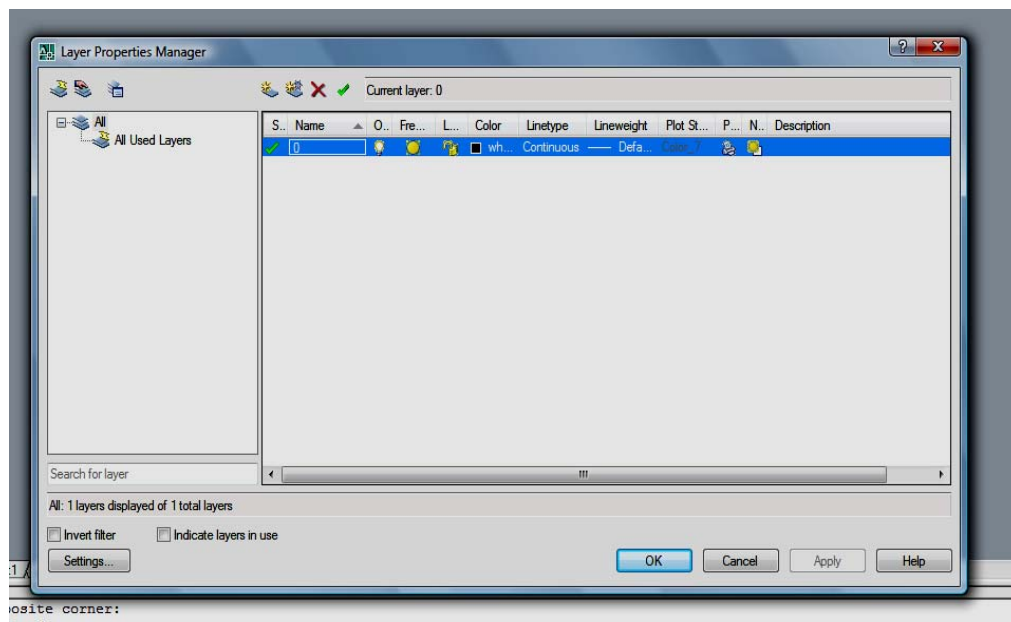 Layer Properties Manager
Current layer: 0
All
All Used Layers
S.. Name O.. Fre... L... Color Linetype Lineweight Plot St... P... N.. Description
0 wh... Continuous Defa... Color_7
Search for layer
All: 1 layers displayed of 1 total layers
Invert filter Indicate layers in use
Settings... OK Cancel Apply Help
osite corner: